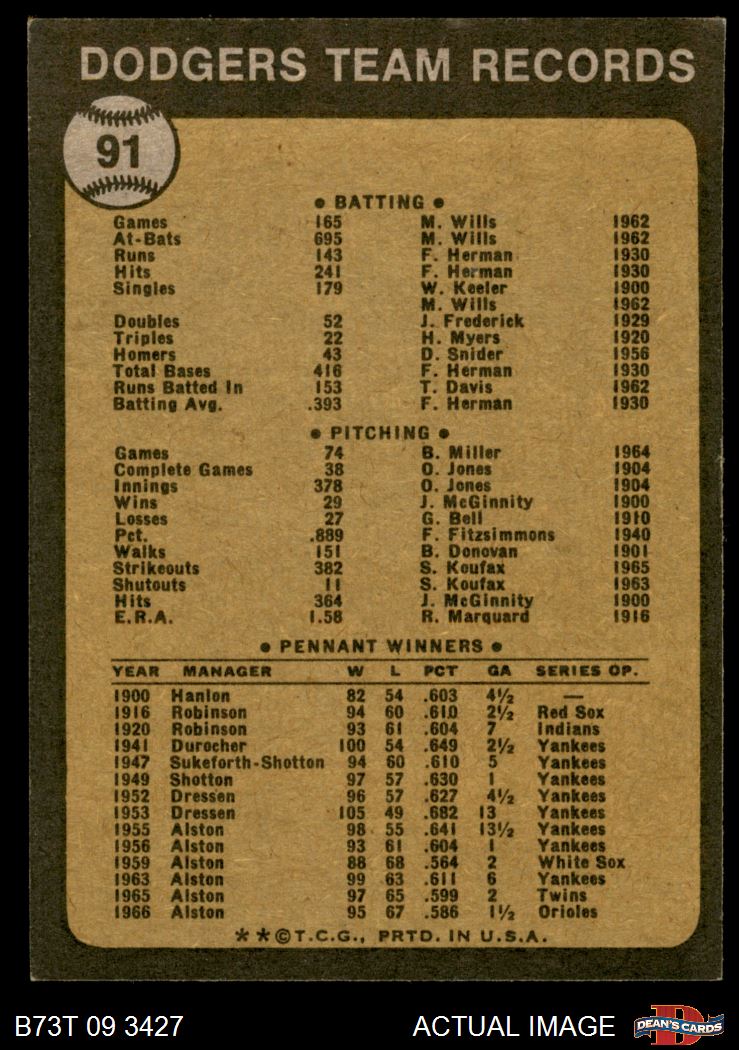 DODGERS TEAM RECORDS
91
• BATTING •
Games 165 M. Wills 1962
At-Bats 695 M. Wills 1962
Runs 143 F. Herman 1930
Hits 241 F. Herman 1930
Singles 179 W. Keeler 1900
M. Wills 1962
Doubles 52 J. Frederick 1929
Triples 22 H. Myers 1920
Homers 43 D. Snider 1956
Total Bases 416 F. Herman 1930
Runs Batted In 153 T. Davis 1962
Batting Avg. .393 F. Herman 1930
• PITCHING •
Games 74 B. Miller 1964
Complete Games 38 O. Jones 1904
Innings 378 O. Jones 1904
Wins 29 J. McGinnity 1900
Losses 27 G. Bell 1910
Pct. .889 F. Fitzsimmons 1940
Walks 151 B. Donovan 1901
Strikeouts 382 S. Koufax 1965
Shutouts 11 S. Koufax 1963
Hits 364 J. McGinnity 1900
E.R.A. 1.58 R. Marquard 1916
• PENNANT WINNERS •
YEAR MANAGER W L PCT GA SERIES OP.
1900 Hanlon 82 54 .603 4½ —
1916 Robinson 94 60 .610 2½ Red Sox
1920 Robinson 93 61 .604 7 Indians
1941 Durocher 100 54 .649 2½ Yankees
1947 Sukeforth-Shotton 94 60 .610 5 Yankees
1949 Shotton 97 57 .630 1 Yankees
1952 Dressen 96 57 .627 4½ Yankees
1953 Dressen 105 49 .682 13 Yankees
1955 Alston 98 55 .641 13½ Yankees
1956 Alston 93 61 .604 1 Yankees
1959 Alston 88 68 .564 2 White Sox
1963 Alston 99 63 .611 6 Yankees
1965 Alston 97 65 .599 2 Twins
1966 Alston 95 67 .586 1½ Orioles
**©T.C.G., PRTD. IN U.S.A.
B73T 09 3427 ACTUAL IMAGE DEAN'S CARDS